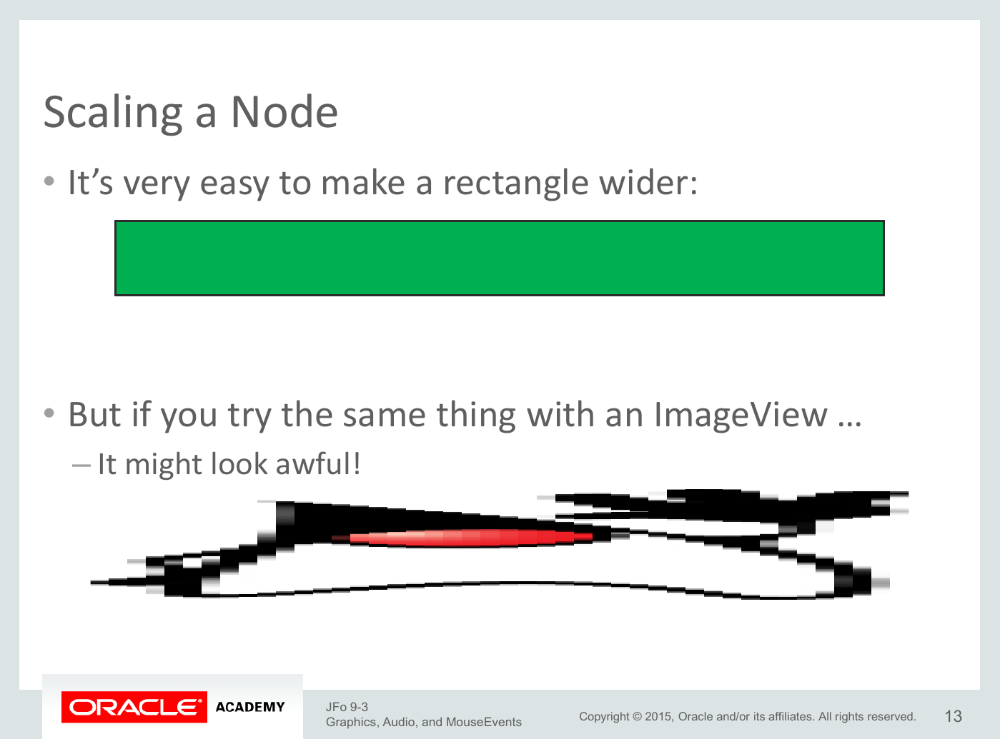 Scaling a Node
• It’s very easy to make a rectangle wider:
• But if you try the same thing with an ImageView …
– It might look awful!
ORACLE® ACADEMY
JFo 9-3
Graphics, Audio, and MouseEvents
Copyright © 2015, Oracle and/or its affiliates. All rights reserved.
13